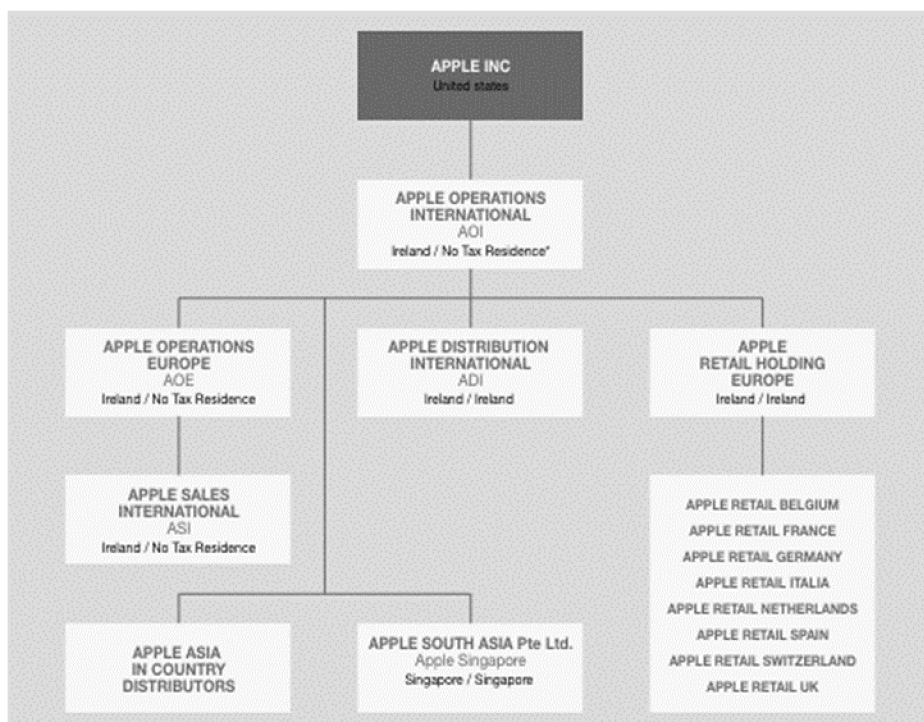 APPLE INC
United states
APPLE OPERATIONS
INTERNATIONAL
AOI
Ireland / No Tax Residence*
APPLE OPERATIONS
EUROPE
AOE
Ireland / No Tax Residence
APPLE DISTRIBUTION
INTERNATIONAL
ADI
Ireland / Ireland
APPLE
RETAIL HOLDING
EUROPE
Ireland / Ireland
APPLE SALES
INTERNATIONAL
ASI
Ireland / No Tax Residence
APPLE RETAIL BELGIUM
APPLE RETAIL FRANCE
APPLE RETAIL GERMANY
APPLE RETAIL ITALIA
APPLE RETAIL NETHERLANDS
APPLE RETAIL SPAIN
APPLE RETAIL SWITZERLAND
APPLE RETAIL UK
APPLE ASIA
IN COUNTRY
DISTRIBUTORS
APPLE SOUTH ASIA Pte Ltd.
Apple Singapore
Singapore / Singapore